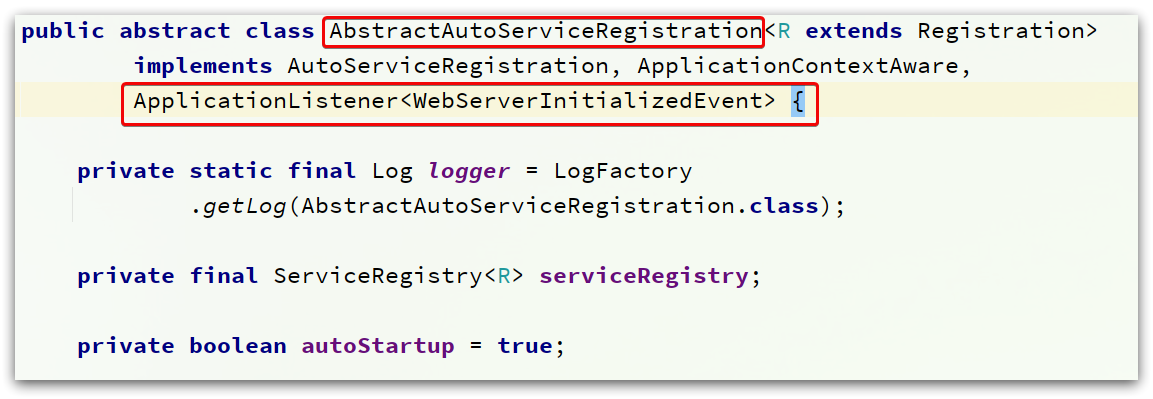 public abstract class AbstractAutoServiceRegistration<R extends Registration>
implements AutoServiceRegistration, ApplicationContextAware,
ApplicationListener<WebServerInitializedEvent> {
private static final Log logger = LogFactory
.getLog(AbstractAutoServiceRegistration.class);
private final ServiceRegistry<R> serviceRegistry;
private boolean autoStartup = true;